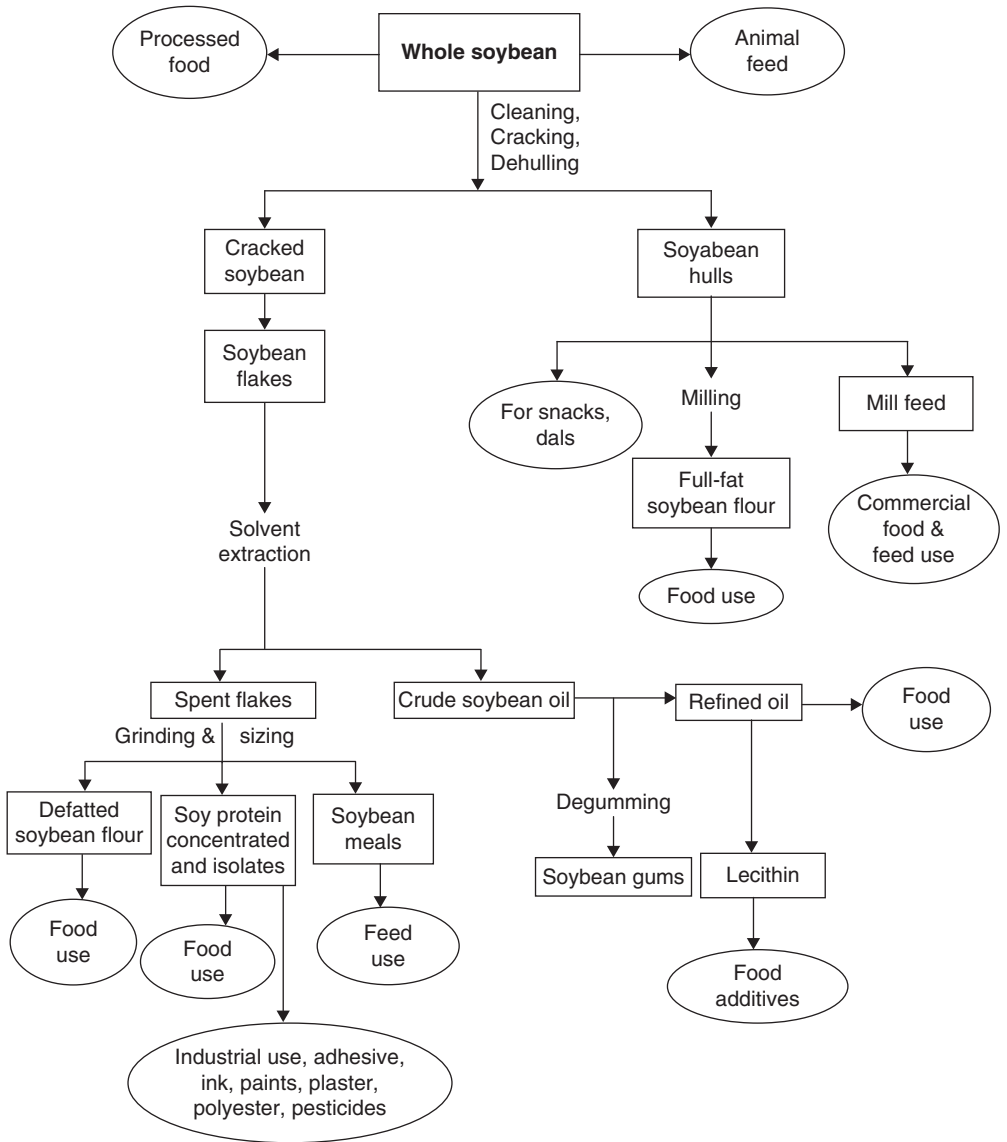 Processed
food
Whole soybean
Animal
feed
Cleaning,
Cracking,
Dehulling
Cracked
soybean
Soyabean
hulls
Soybean
flakes
For snacks,
dals
Milling
Mill feed
Full-fat
soybean flour
Commercial
food &
feed use
Solvent
extraction
Food use
Spent flakes
Crude soybean oil
Refined oil
Food
use
Grinding & sizing
Defatted
soybean flour
Soy protein
concentrated
and isolates
Soybean
meals
Degumming
Soybean gums
Lecithin
Food
use
Food
use
Feed
use
Food
additives
Industrial use, adhesive,
ink, paints, plaster,
polyester, pesticides